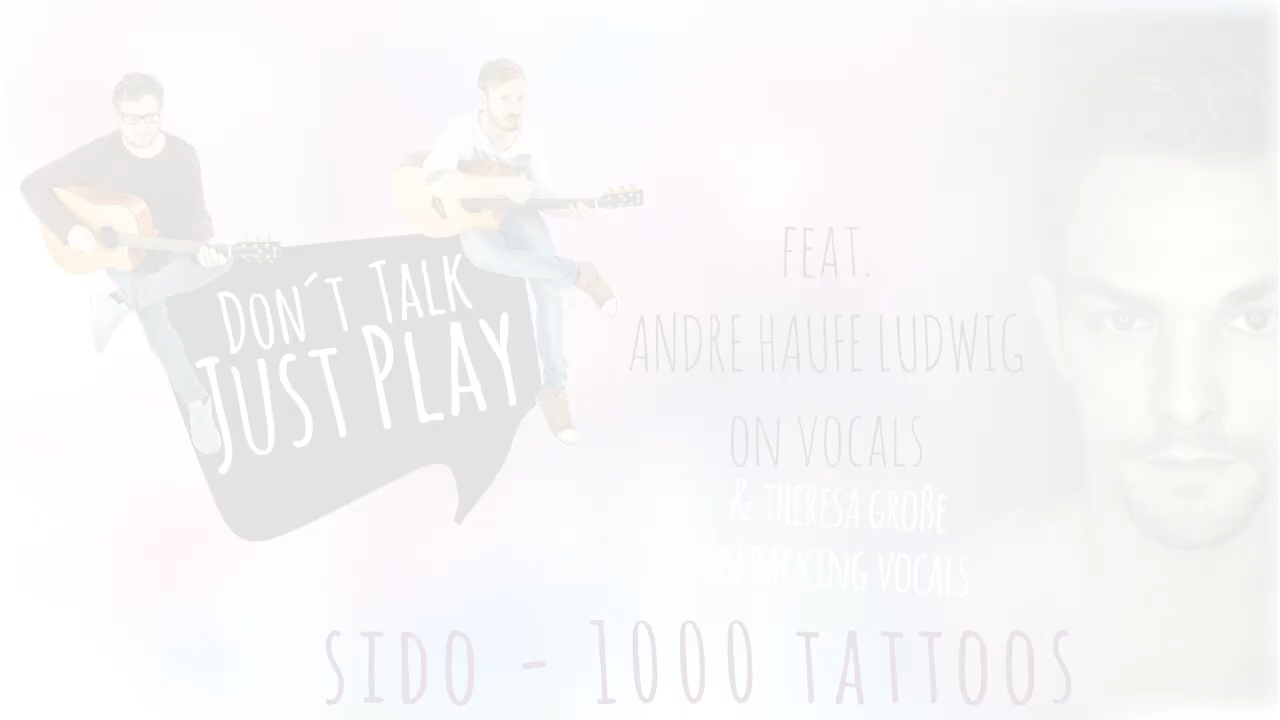 DON´T TALK
JUST PLAY
FEAT.
ANDRE HAUFE LUDWIG
ON VOCALS
& THERESA GROßE
ON BACKING VOCALS
SIDO - 1000 TATTOOS